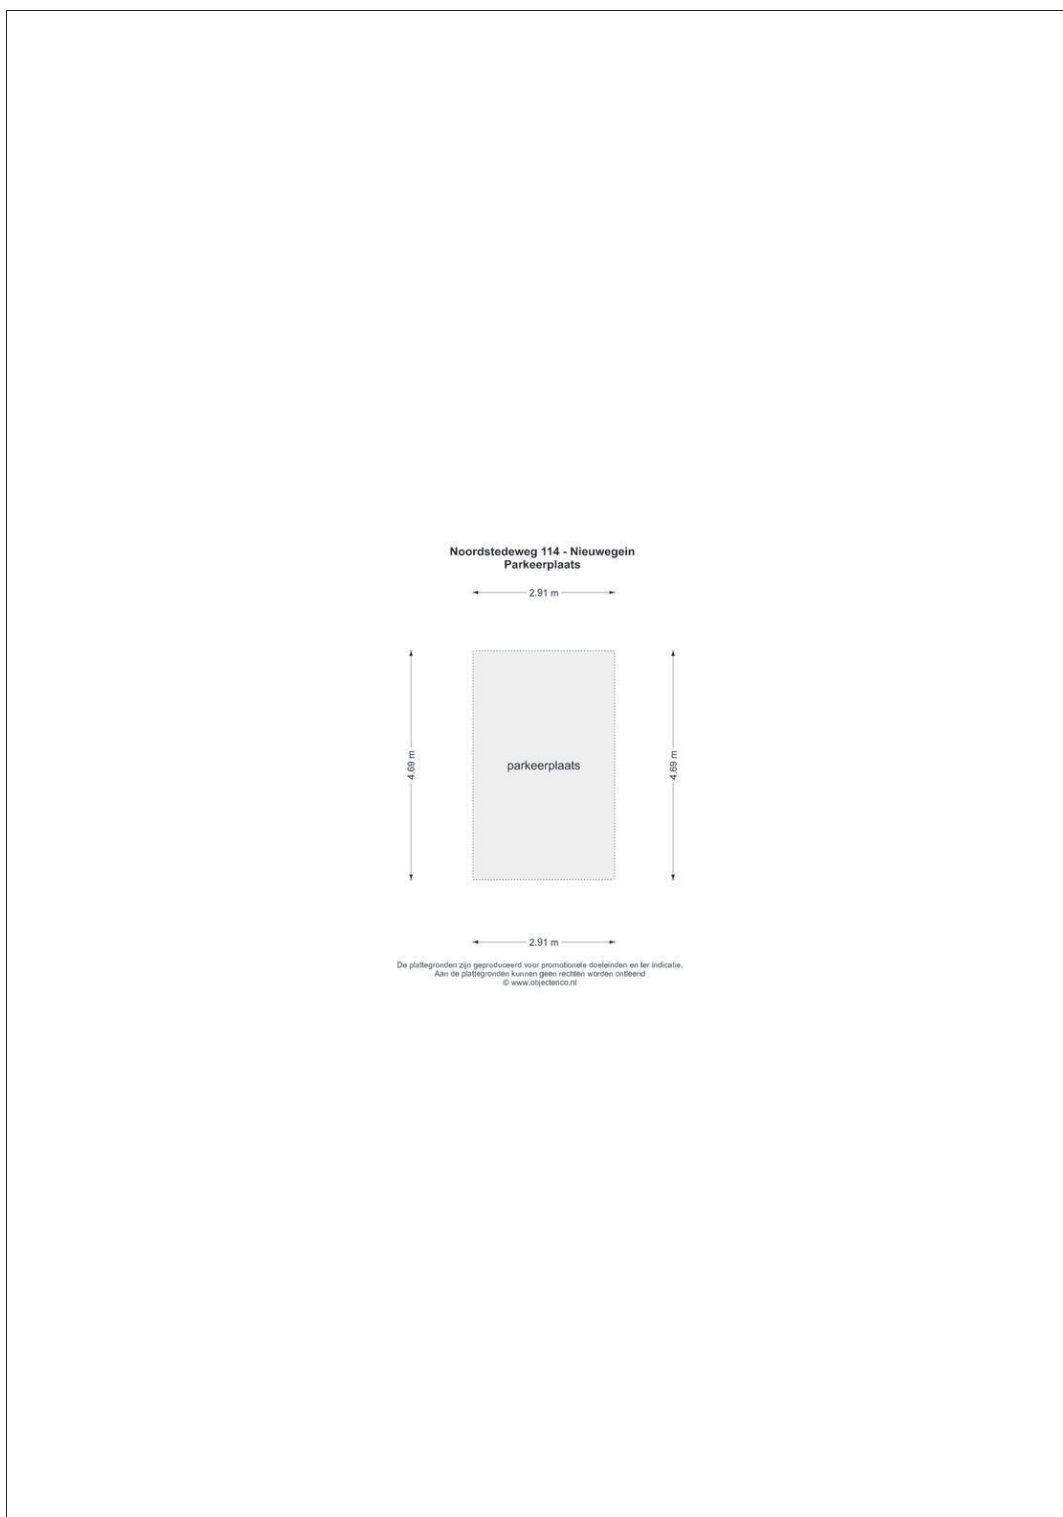 Noordstedeweg 114 - Nieuwegein
Parkeerplaats
2.91 m
4.69 m
parkeerplaats
4.69 m
2.91 m
De plattegronden zijn geproduceerd voor promotionele doeleinden en ter indicatie.
Aan de plattegronden kunnen geen rechten worden ontleend
© www.objectenco.nl